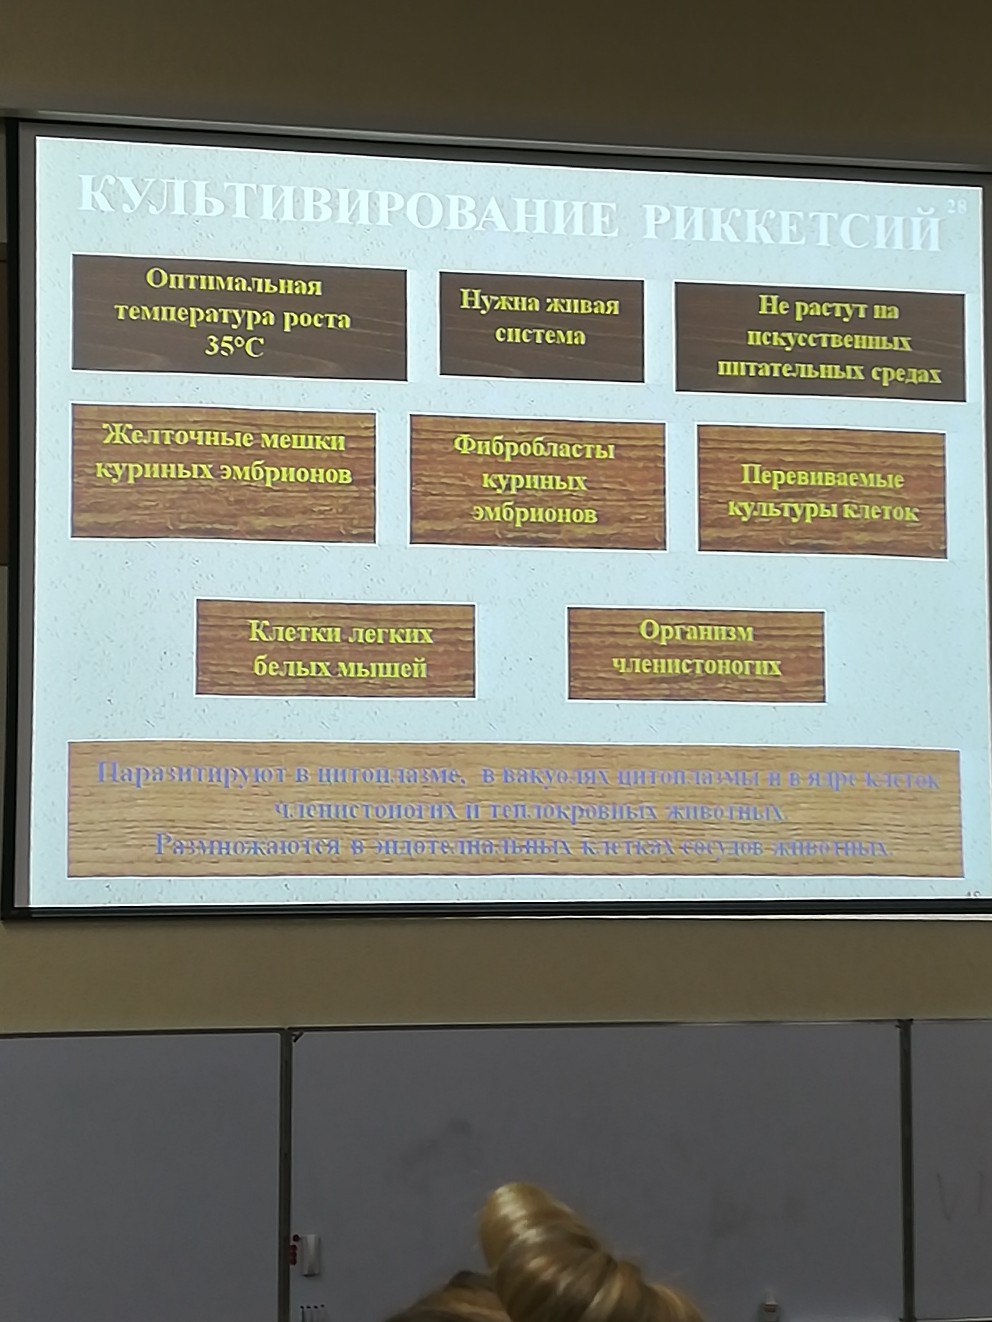 КУЛЬТИВИРОВАНИЕ РИККЕТСИЙ
28
Оптимальная
температура роста
35°С
Нужна живая
система
Не растут на
искусственных
питательных средах
Желточные мешки
куриных эмбрионов
Фибробласты
куриных
эмбрионов
Перевиваемые
культуры клеток
Клетки легких
белых мышей
Организм
членистоногих
Паразитируют в цитоплазме, в вакуолях цитоплазмы и в ядре клеток
членистоногих и теплокровных животных.
Размножаются в эндотелиальных клетках сосудов животных.